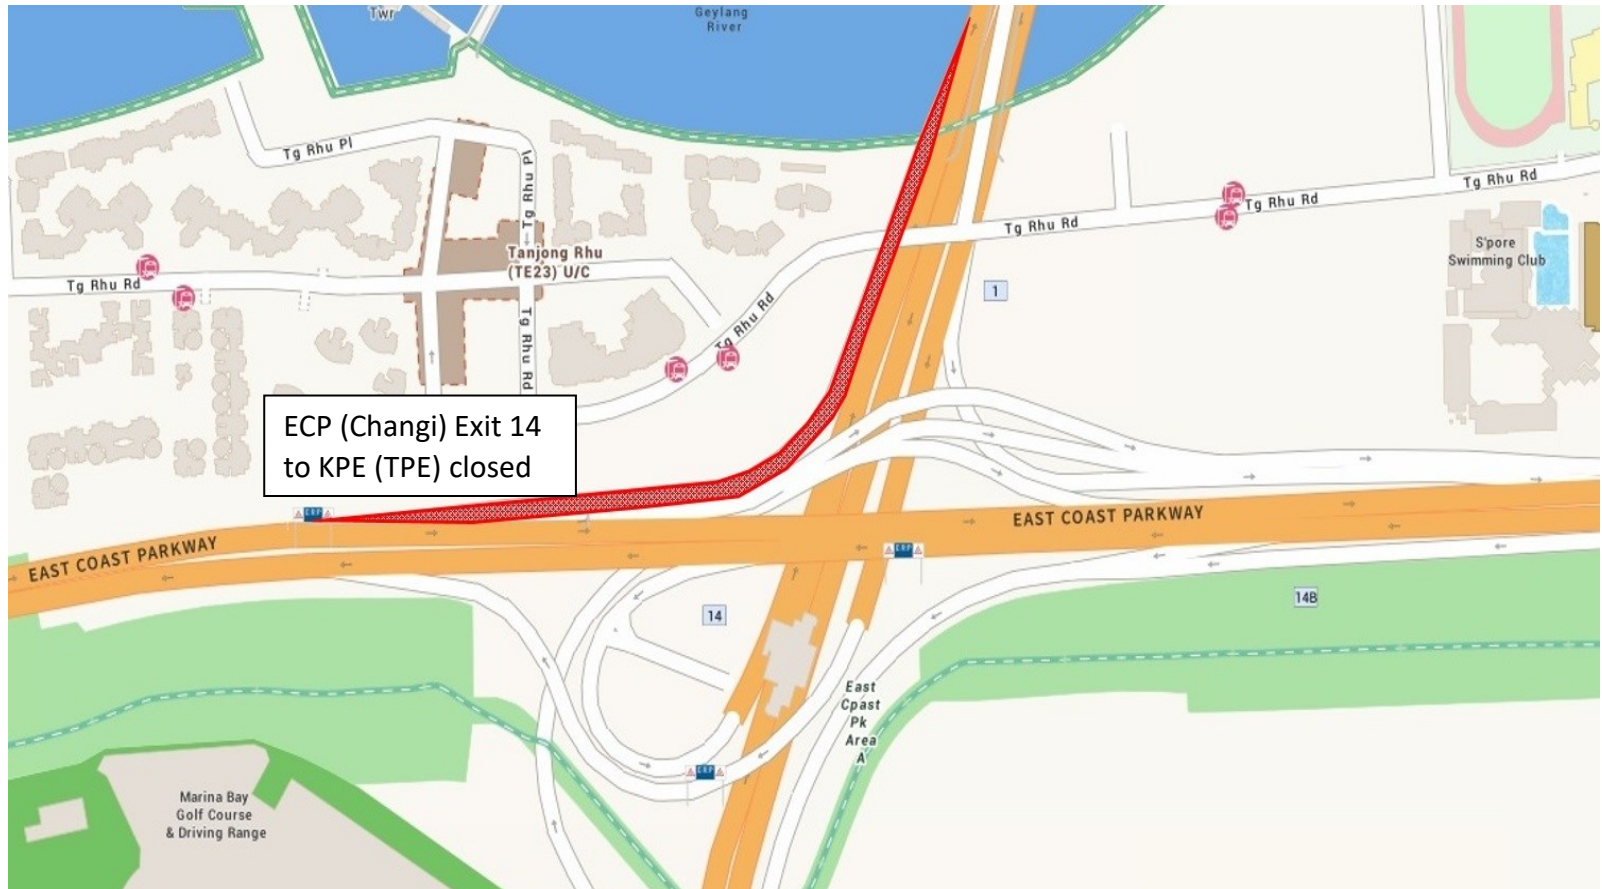 Twr
Geylang
River
Tg Rhu Pl
Tg Rhu Pl
Tg Rhu Rd
Tg Rhu Rd
Tg Rhu Rd
Tanjong Rhu
(TE23) U/C
S'pore
Swimming Club
Tg Rhu Rd
1
Tg Rhu Rd
Tg Rhu Rd
ECP (Changi) Exit 14
to KPE (TPE) closed
ERP
EAST COAST PARKWAY
EAST COAST PARKWAY
ERP
14
14B
East
Cpast
Pk
Area
A
ERP
Marina Bay
Golf Course
& Driving Range